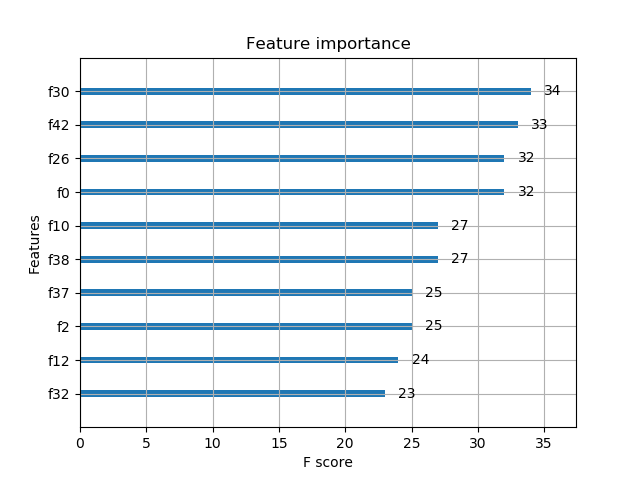 Feature importance
Features
f30 34
f42 33
f26 32
f0 32
f10 27
f38 27
f37 25
f2 25
f12 24
f32 23
0 5 10 15 20 25 30 35
F score